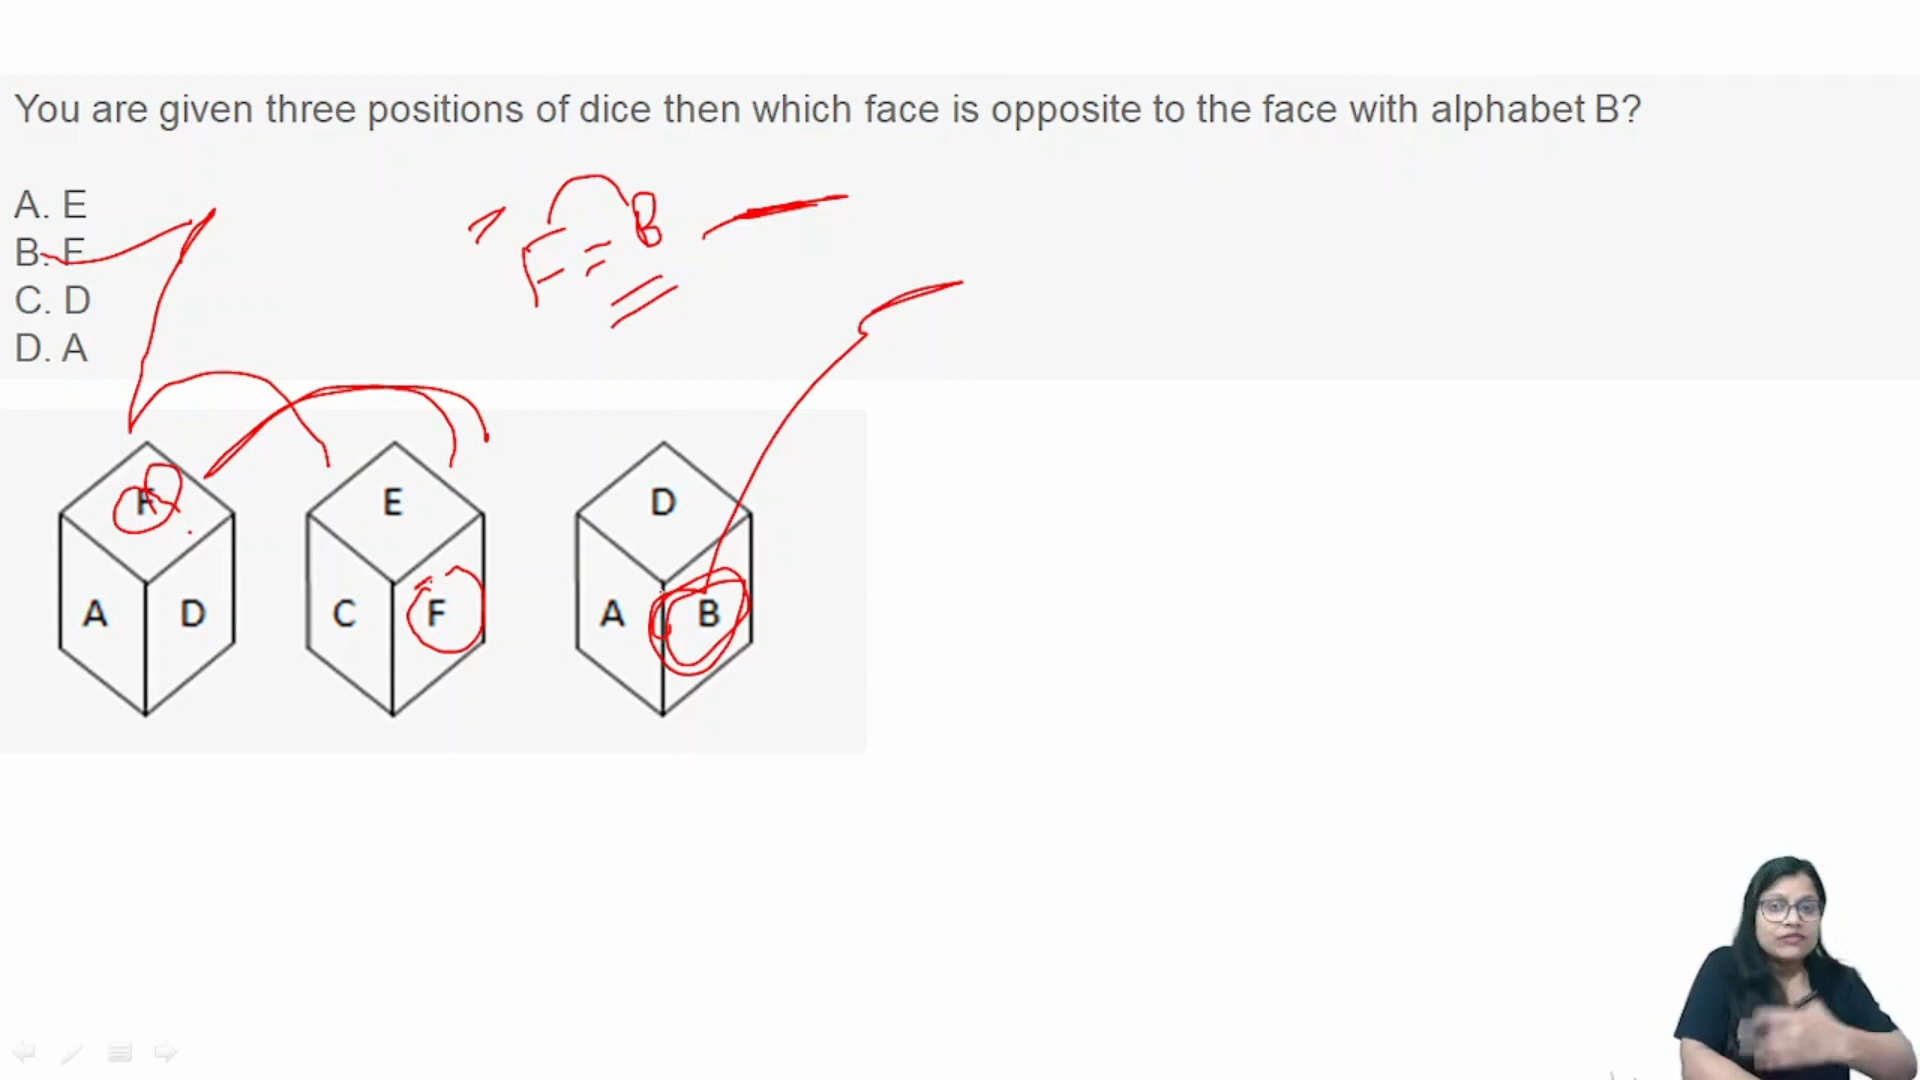 You are given three positions of dice then which face is opposite to the face with alphabet B?
A. E
B. F
C. D
D. A
F = B
F
A D
E
C F
D
A B